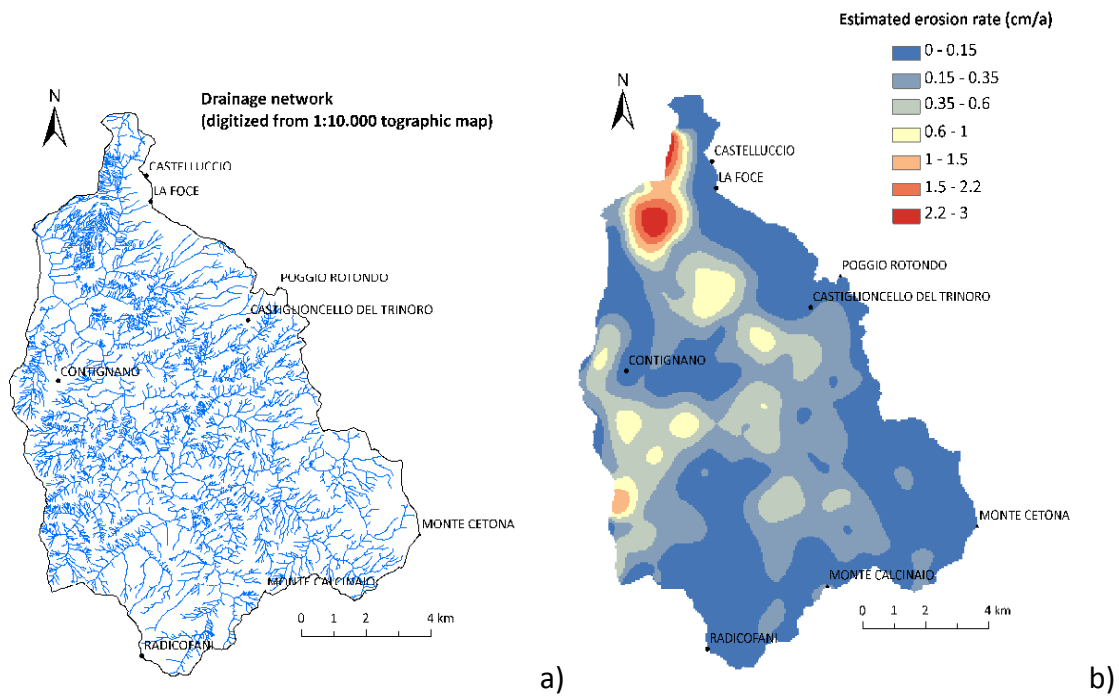 N
Drainage network
(digitized from 1:10.000 tographic map)
CASTELLUCCIO
LA FOCE
POGGIO ROTONDO
CASTIGLIONCELLO DEL TRINORO
CONTIGNANO
MONTE CETONA
MONTE CALCINAIO
0 1 2 4 km
RADICOFANI
a)
Estimated erosion rate (cm/a)
0 - 0.15
0.15 - 0.35
0.35 - 0.6
0.6 - 1
1 - 1.5
1.5 - 2.2
2.2 - 3
N
CASTELLUCCIO
LA FOCE
POGGIO ROTONDO
CASTIGLIONCELLO DEL TRINORO
CONTIGNANO
MONTE CETONA
MONTE CALCINAIO
0 1 2 4 km
RADICOFANI
b)